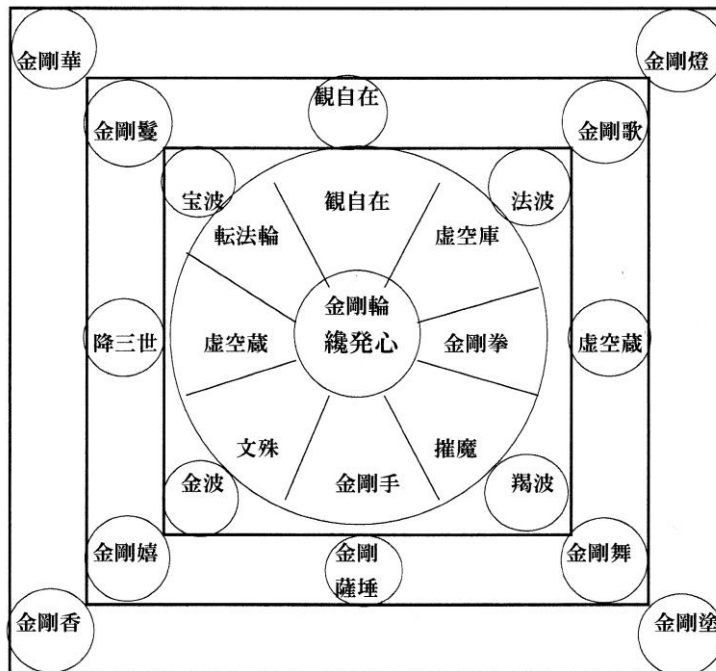 金剛華
金剛燈
観自在
金剛鬘
金剛歌
宝波
観自在
法波
転法輪
虚空庫
金剛輪
降三世
虚空蔵
纔発心
金剛拳
虚空蔵
文殊
摧魔
金波
金剛手
羯波
金剛嬉
金剛
薩埵
金剛舞
金剛香
金剛塗